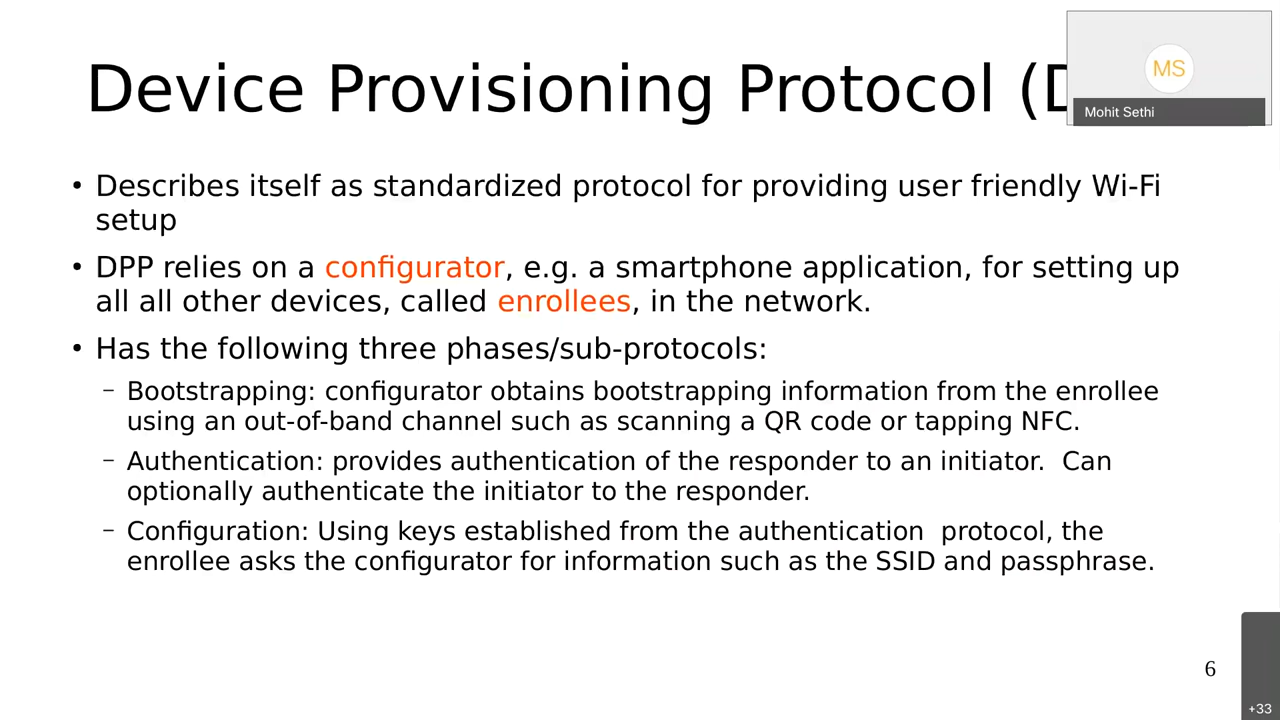 Device Provisioning Protocol (D
MS
Mohit Sethi
• Describes itself as standardized protocol for providing user friendly Wi-Fi
setup
• DPP relies on a configurator, e.g. a smartphone application, for setting up
all all other devices, called enrollees, in the network.
• Has the following three phases/sub-protocols:
– Bootstrapping: configurator obtains bootstrapping information from the enrollee
using an out-of-band channel such as scanning a QR code or tapping NFC.
– Authentication: provides authentication of the responder to an initiator.  Can
optionally authenticate the initiator to the responder.
– Configuration: Using keys established from the authentication  protocol, the
enrollee asks the configurator for information such as the SSID and passphrase.
6
+33